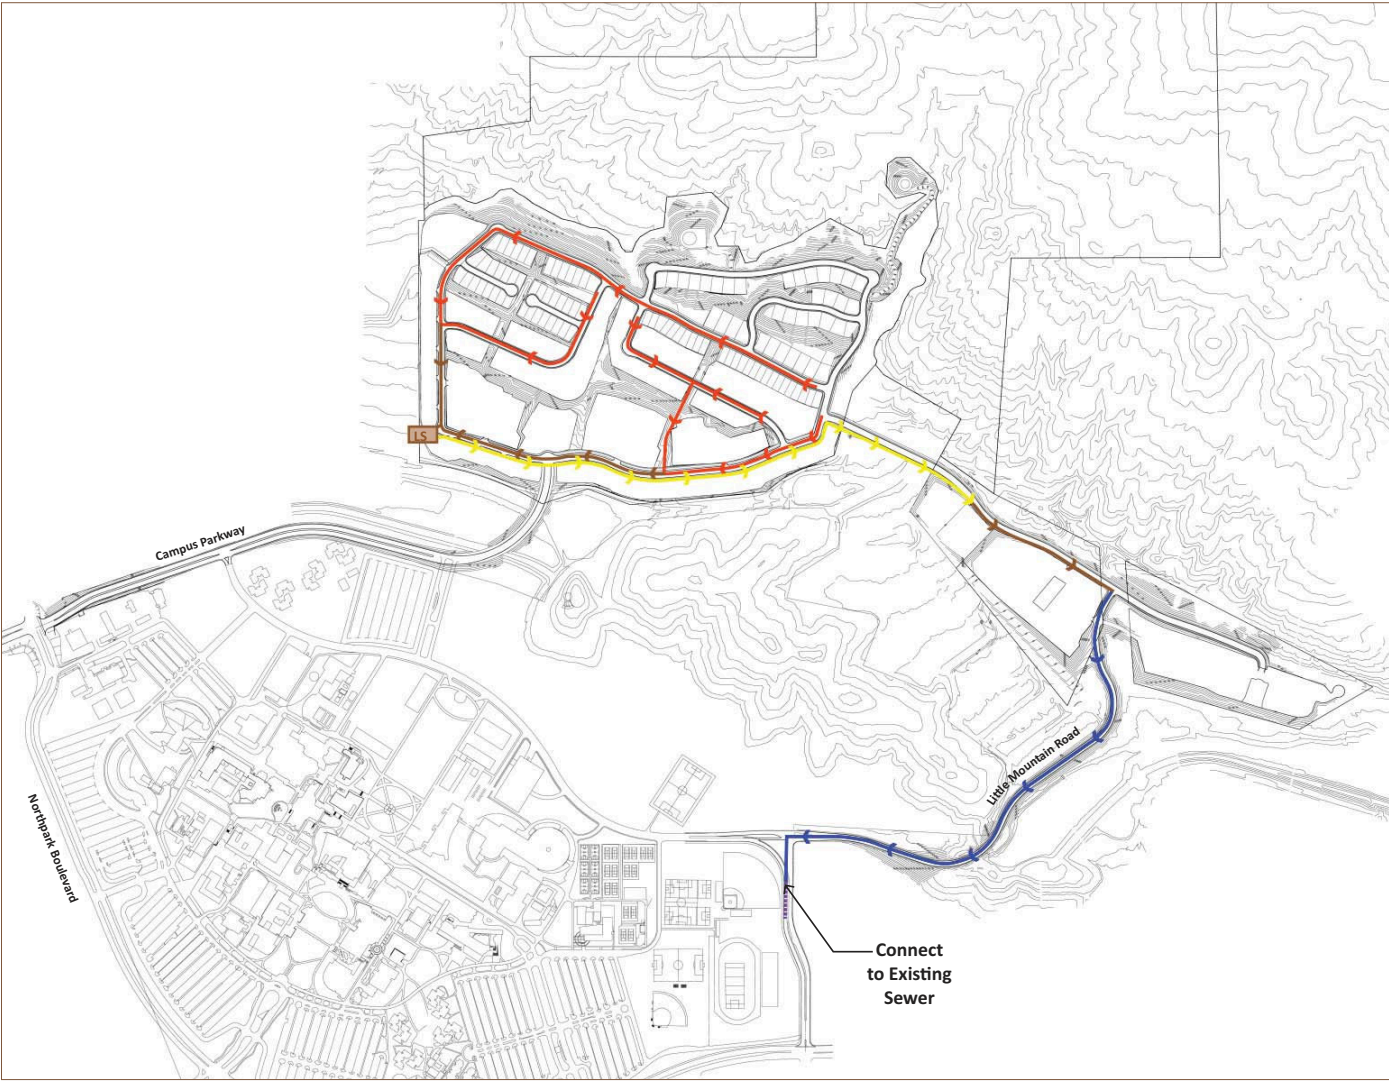 LS
Campus Parkway
Little Mountain Road
Northpark Boulevard
Connect
to Existing
Sewer